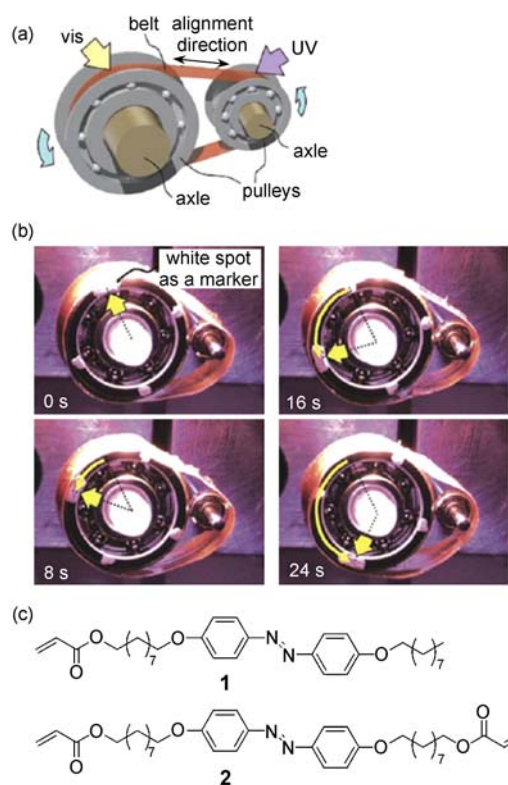 (a)
vis
belt
alignment
direction
UV
axle
pulleys
axle
(b)
white spot
as a marker
0 s
16 s
8 s
24 s
(c)
O
O
7
O
N
N
O
7
1
O
O
7
O
N
N
O
7
O
O
2